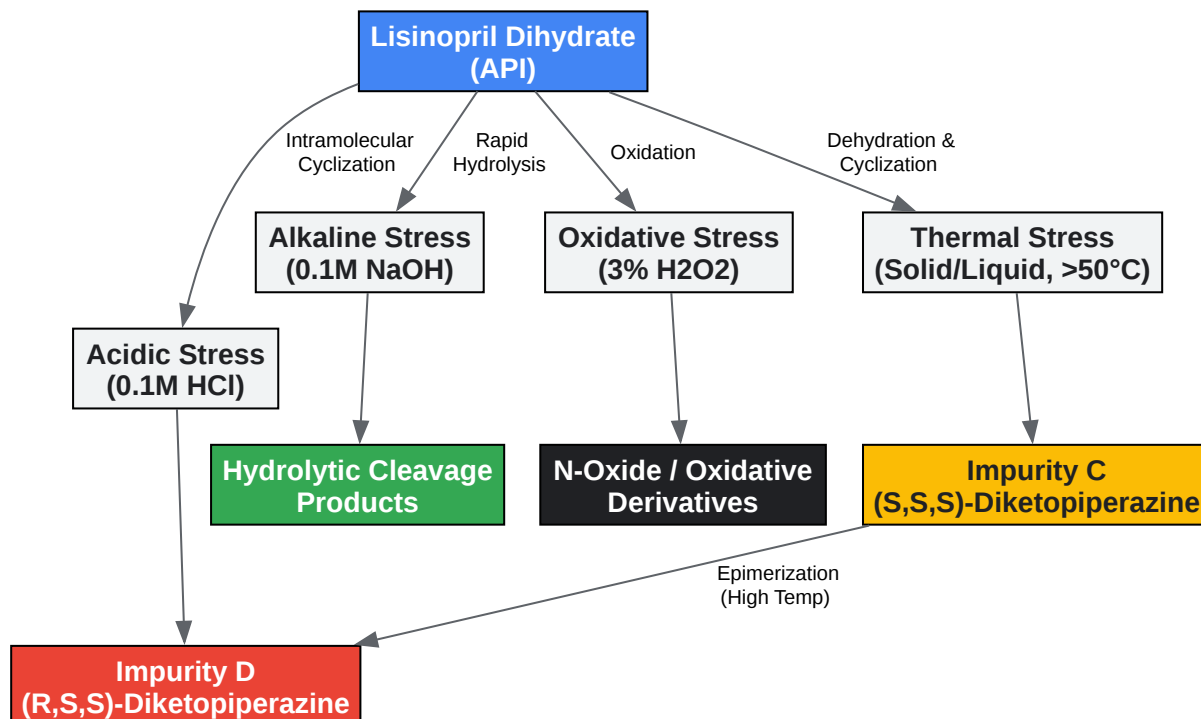 Lisinopril Dihydrate
(API)
Intramolecular
Cyclization
Rapid
Hydrolysis
Oxidation
Dehydration &
Cyclization
Alkaline Stress
(0.1M NaOH)
Oxidative Stress
(3% H2O2)
Thermal Stress
(Solid/Liquid, >50°C)
Acidic Stress
(0.1M HCl)
Hydrolytic Cleavage
Products
N-Oxide / Oxidative
Derivatives
Impurity C
(S,S,S)-Diketopiperazine
Epimerization
(High Temp)
Impurity D
(R,S,S)-Diketopiperazine